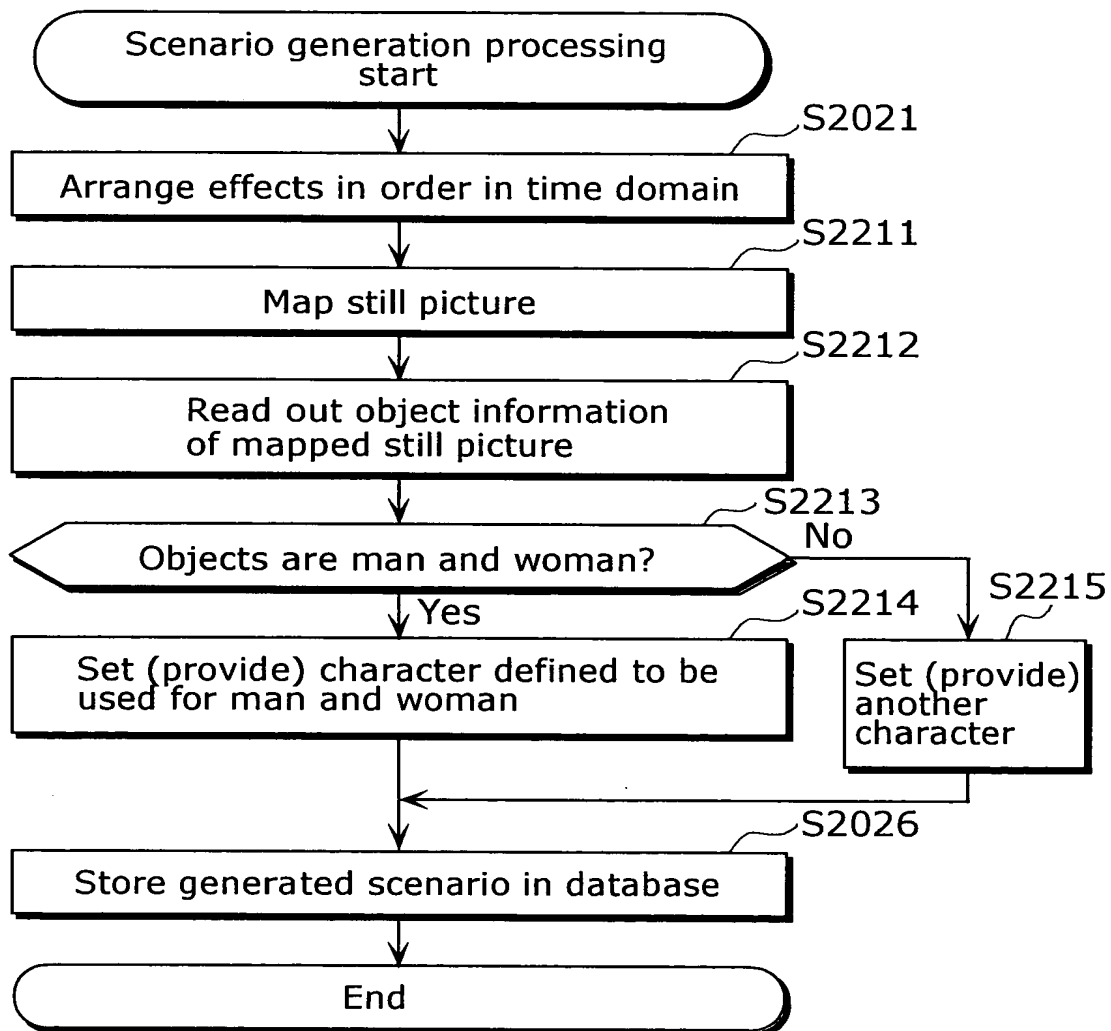 Scenario generation processing
start
S2021
Arrange effects in order in time domain
S2211
Map still picture
S2212
Read out object information
of mapped still picture
S2213
Objects are man and woman?
No
Yes
S2214
Set (provide) character defined to be
used for man and woman
S2215
Set (provide)
another
character
S2026
Store generated scenario in database
End